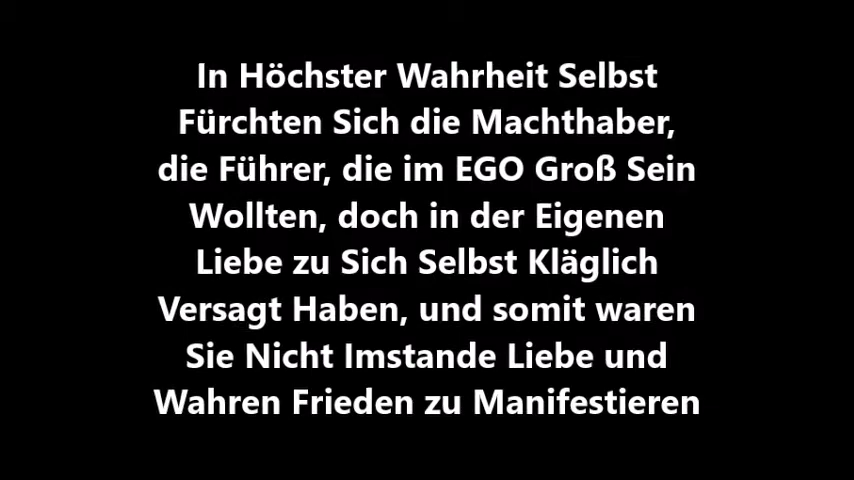 In Höchster Wahrheit Selbst
Fürchten Sich die Machthaber,
die Führer, die im EGO Groß Sein
Wollten, doch in der Eigenen
Liebe zu Sich Selbst Kläglich
Versagt Haben, und somit waren
Sie Nicht Imstande Liebe und
Wahren Frieden zu Manifestieren